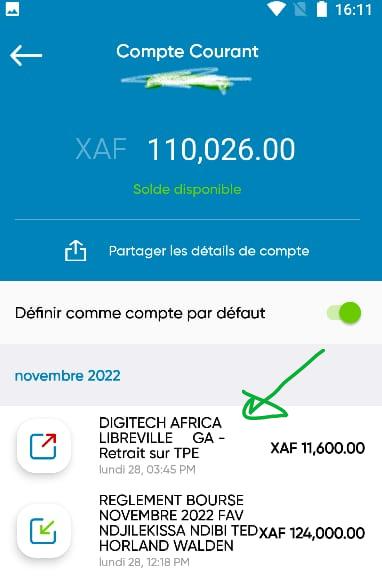 16:11
Compte Courant
XAF 110,026.00
Solde disponible
Partager les détails de compte
Définir comme compte par défaut
novembre 2022
DIGITECH AFRICA
LIBREVILLE GA -
Retrait sur TPE
XAF 11,600.00
lundi 28, 03:45 PM
REGLEMENT BOURSE
NOVEMBRE 2022 FAV
NDJILEKISSA NDIBI TED
HORLAND WALDEN
XAF 124,000.00
lundi 28, 12:18 PM